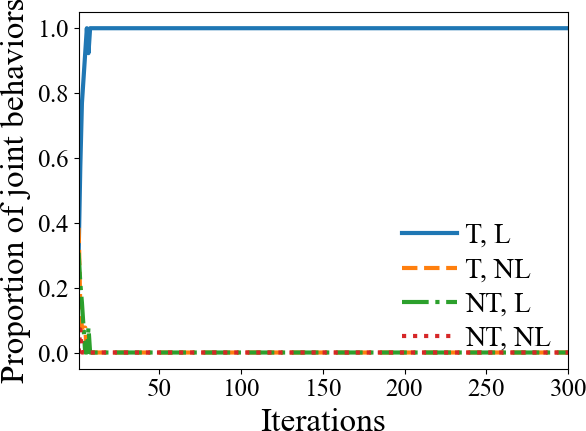 Proportion of joint behaviors
1.0
0.8
0.6
0.4
0.2
0.0
T, L
T, NL
NT, L
NT, NL
50 100 150 200 250 300
Iterations